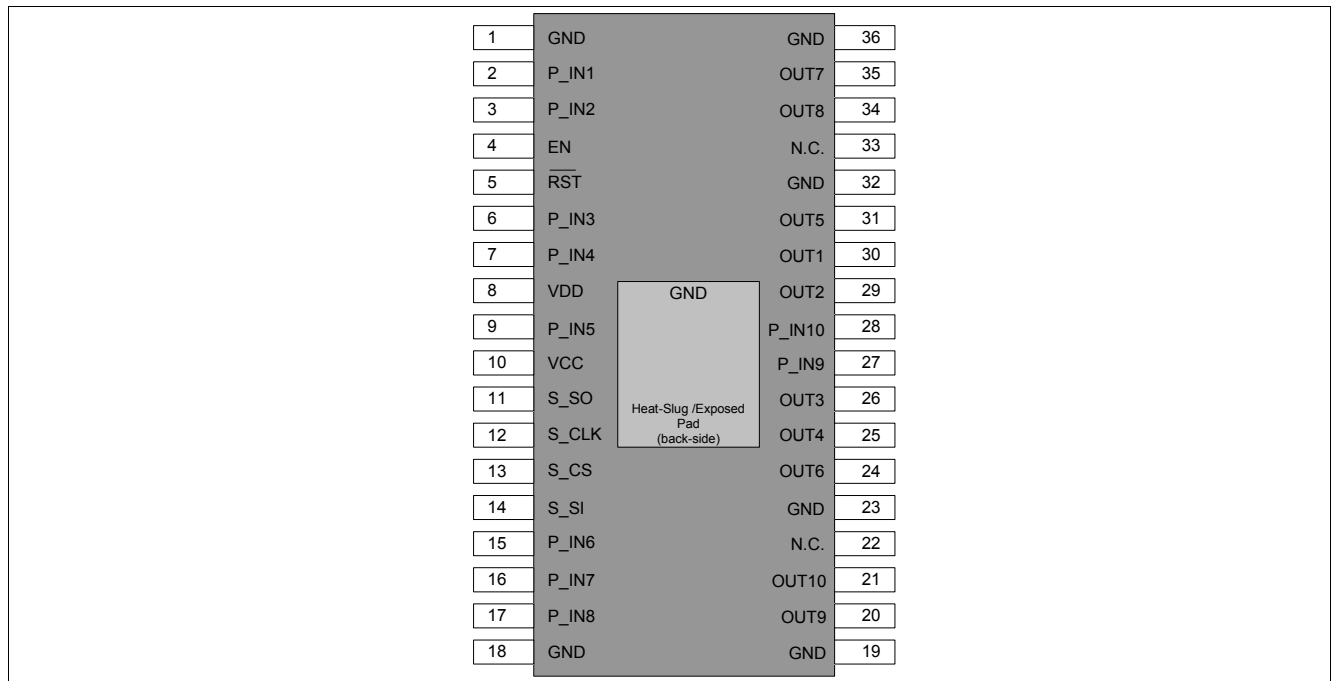 1 GND GND 36
2 P_IN1 OUT7 35
3 P_IN2 OUT8 34
4 EN N.C. 33
5 RST GND 32
6 P_IN3 OUT5 31
7 P_IN4 OUT1 30
8 VDD GND OUT2 29
9 P_IN5 P_IN10 28
10 VCC P_IN9 27
11 S_SO OUT3 26
Heat-Slug /Exposed
Pad
(back-side)
12 S_CLK OUT4 25
13 S_CS OUT6 24
14 S_SI GND 23
15 P_IN6 N.C. 22
16 P_IN7 OUT10 21
17 P_IN8 OUT9 20
18 GND GND 19